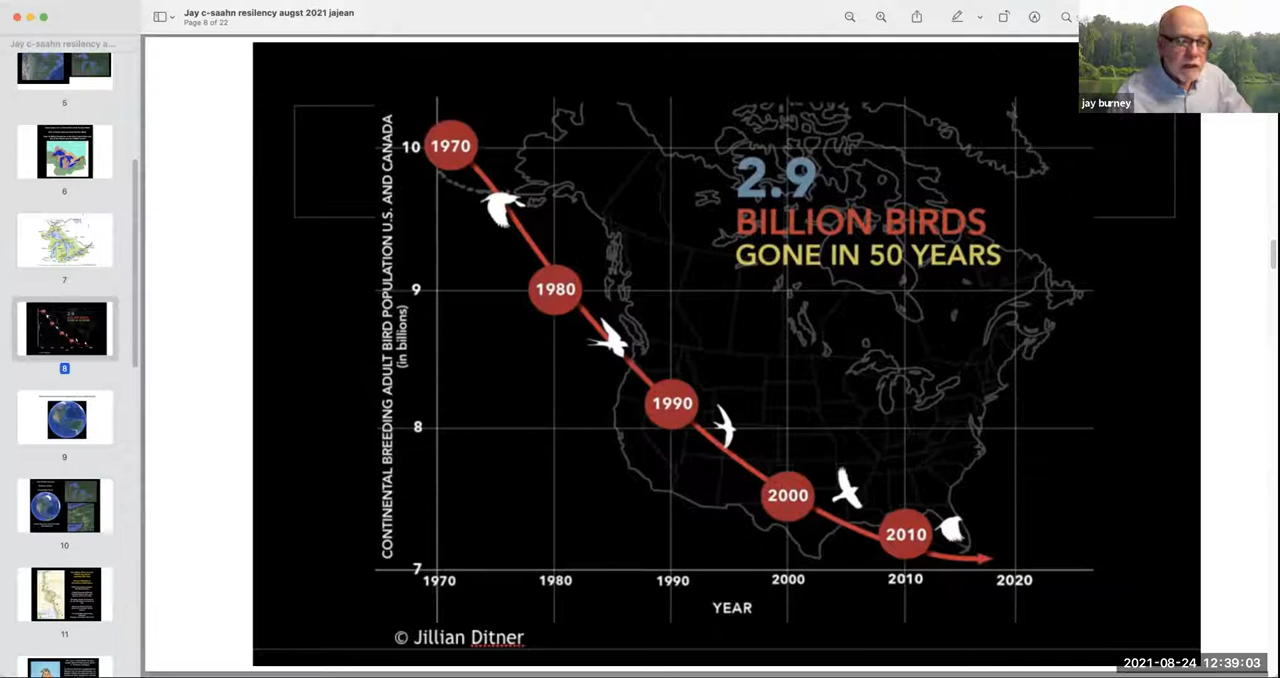 Jay c-saahn resilency augst 2021 jajean
Page 8 of 22
Jay c-saahn resilency a...
5
6
7
8
9
10
11
jay burney
2.9
BILLION BIRDS
GONE IN 50 YEARS
CONTINENTAL BREEDING ADULT BIRD POPULATION U.S. AND CANADA
(in billions)
10
9
8
7
1970
1980
1990
2000
2010
1970
1980
1990
2000
2010
2020
YEAR
© Jillian Ditner
2021-08-24 12:39:03